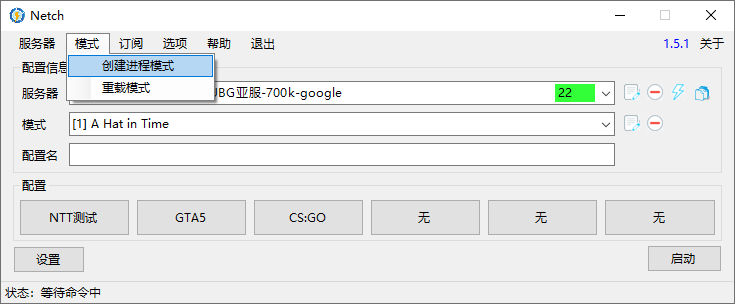 Netch
服务器 模式 订阅 选项 帮助 退出 1.5.1 关于
创建进程模式
重载模式
配置信息
服务器 UBG亚服-700k-google 22
模式 [1] A Hat in Time
配置名
配置
NTT测试 GTA5 CS:GO 无 无 无
设置 启动
状态：等待命令中